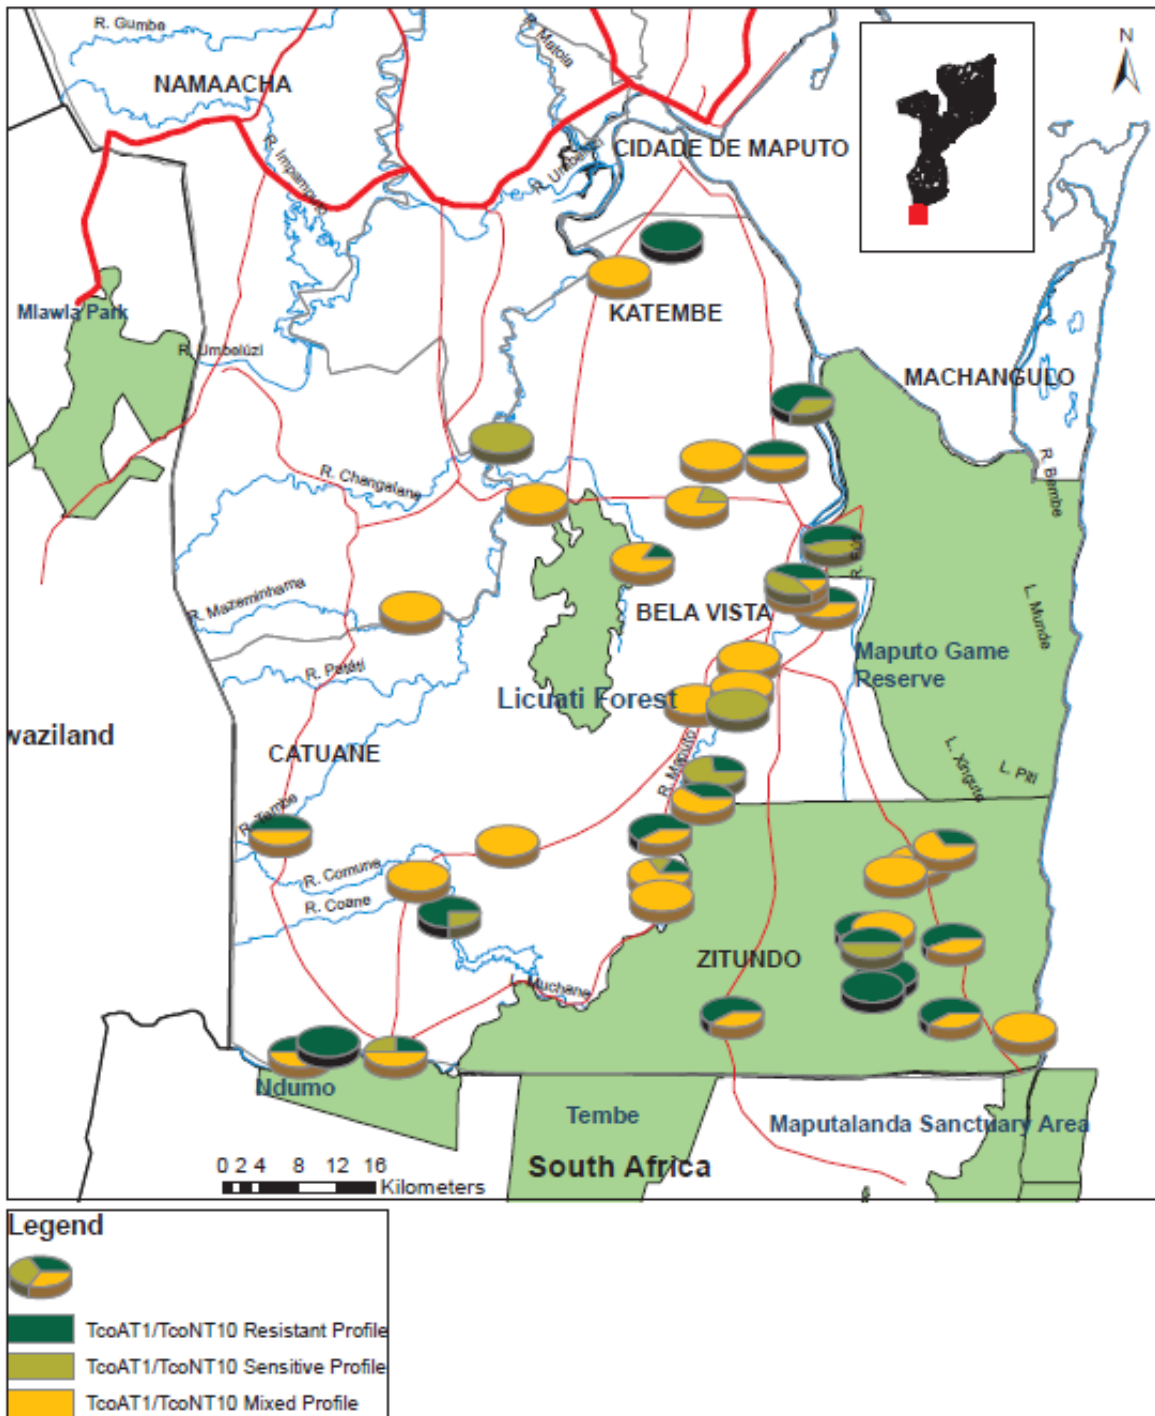 R. Gumbe
R. Matola
N
NAMAACHA
CIDADE DE MAPUTO
R. Impamputo
R. Umbeluzi
Mlawla Park
KATEMBE
R. Umbelúzi
MACHANGULO
R. Changalane
R. Bembe
R. Mazeminhama
BELA VISTA
L. Munde
R. Patáti
Maputo Game
Reserve
Licuati Forest
waziland
CATUANE
R. Maputo
L. Xingute
L. Piti
R. Tembe
R. Comuna
R. Coane
ZITUNDO
L. Muchana
Ndumo
Tembe
Maputalanda Sanctuary Area
South Africa
0 2 4 8 12 16
Kilometers
Legend
TcoAT1/TcoNT10 Resistant Profile
TcoAT1/TcoNT10 Sensitive Profile
TcoAT1/TcoNT10 Mixed Profile